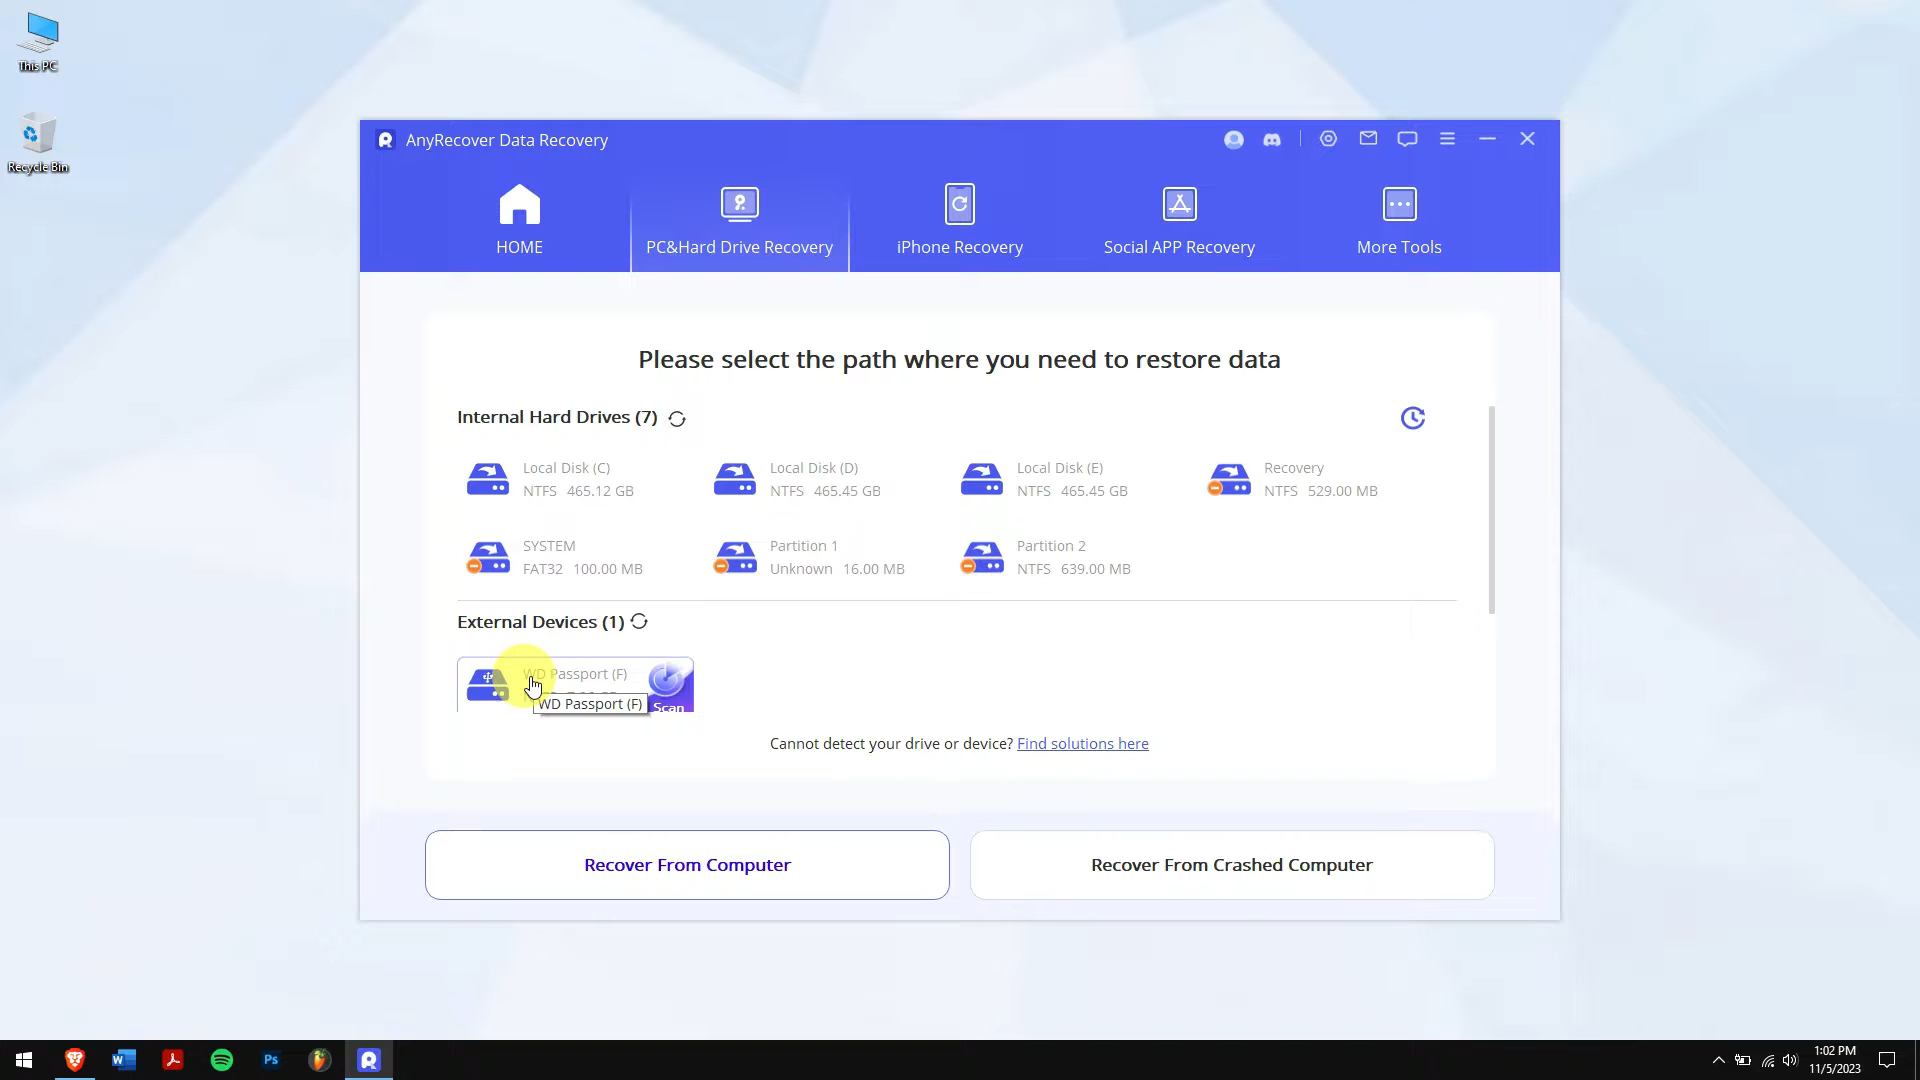 This PC
Recycle Bin
AnyRecover Data Recovery
HOME
PC&Hard Drive Recovery
iPhone Recovery
Social APP Recovery
More Tools
Please select the path where you need to restore data
Internal Hard Drives (7)
Local Disk (C)
NTFS 465.12 GB
Local Disk (D)
NTFS 465.45 GB
Local Disk (E)
NTFS 465.45 GB
Recovery
NTFS 529.00 MB
SYSTEM
FAT32 100.00 MB
Partition 1
Unknown 16.00 MB
Partition 2
NTFS 639.00 MB
External Devices (1)
WD Passport (F)
Scan
WD Passport (F)
Cannot detect your drive or device? Find solutions here
Recover From Computer
Recover From Crashed Computer
Ps
1:02 PM
11/5/2023